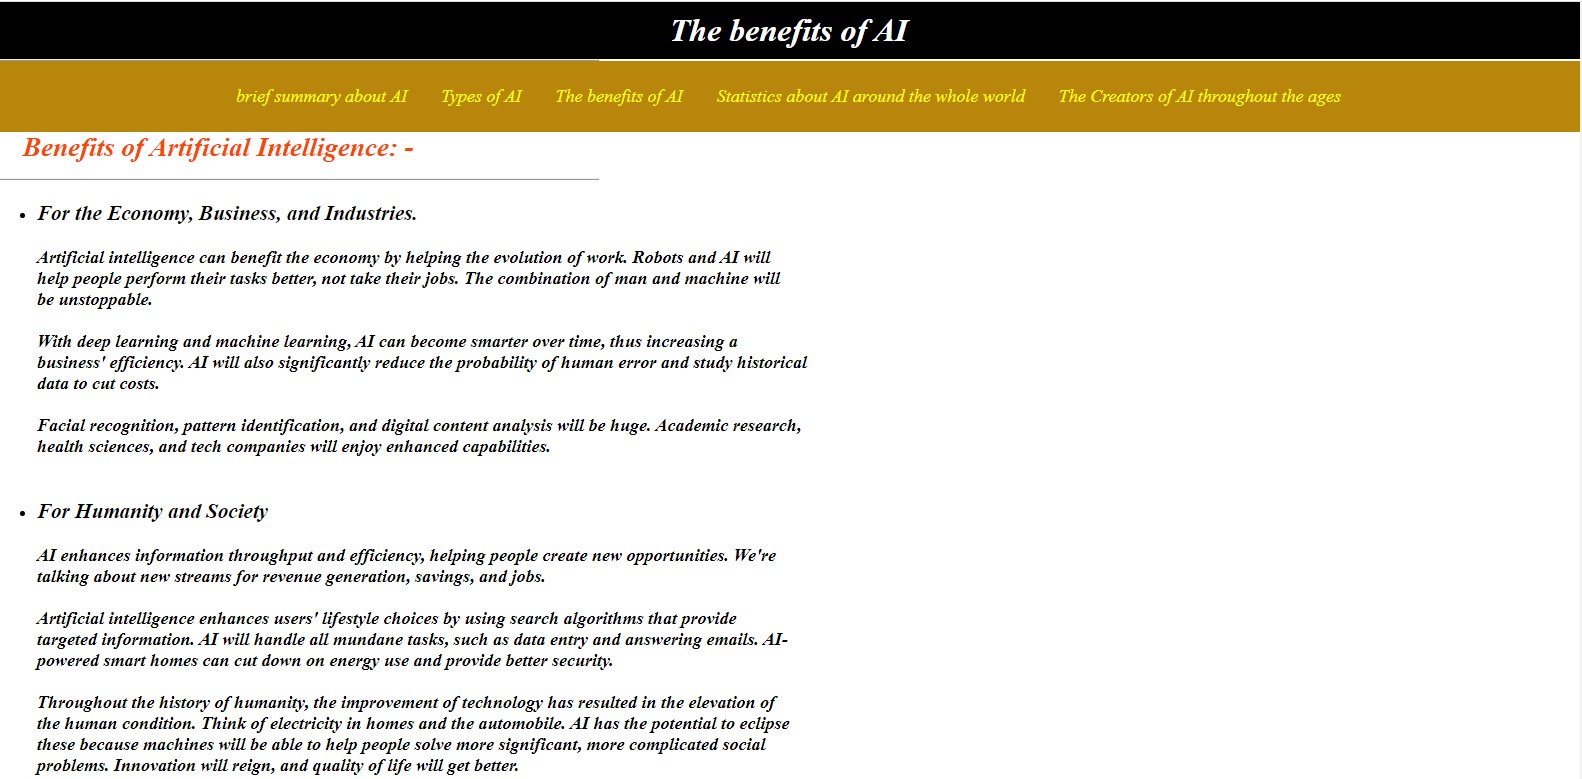 The benefits of AI
brief summary about AI Types of AI The benefits of AI Statistics about AI around the whole world The Creators of AI throughout the ages
Benefits of Artificial Intelligence: -
• For the Economy, Business, and Industries.
Artificial intelligence can benefit the economy by helping the evolution of work. Robots and AI will
help people perform their tasks better, not take their jobs. The combination of man and machine will
be unstoppable.
With deep learning and machine learning, AI can become smarter over time, thus increasing a
business' efficiency. AI will also significantly reduce the probability of human error and study historical
data to cut costs.
Facial recognition, pattern identification, and digital content analysis will be huge. Academic research,
health sciences, and tech companies will enjoy enhanced capabilities.
• For Humanity and Society
AI enhances information throughput and efficiency, helping people create new opportunities. We're
talking about new streams for revenue generation, savings, and jobs.
Artificial intelligence enhances users' lifestyle choices by using search algorithms that provide
targeted information. AI will handle all mundane tasks, such as data entry and answering emails. AI-
powered smart homes can cut down on energy use and provide better security.
Throughout the history of humanity, the improvement of technology has resulted in the elevation of
the human condition. Think of electricity in homes and the automobile. AI has the potential to eclipse
these because machines will be able to help people solve more significant, more complicated social
problems. Innovation will reign, and quality of life will get better.